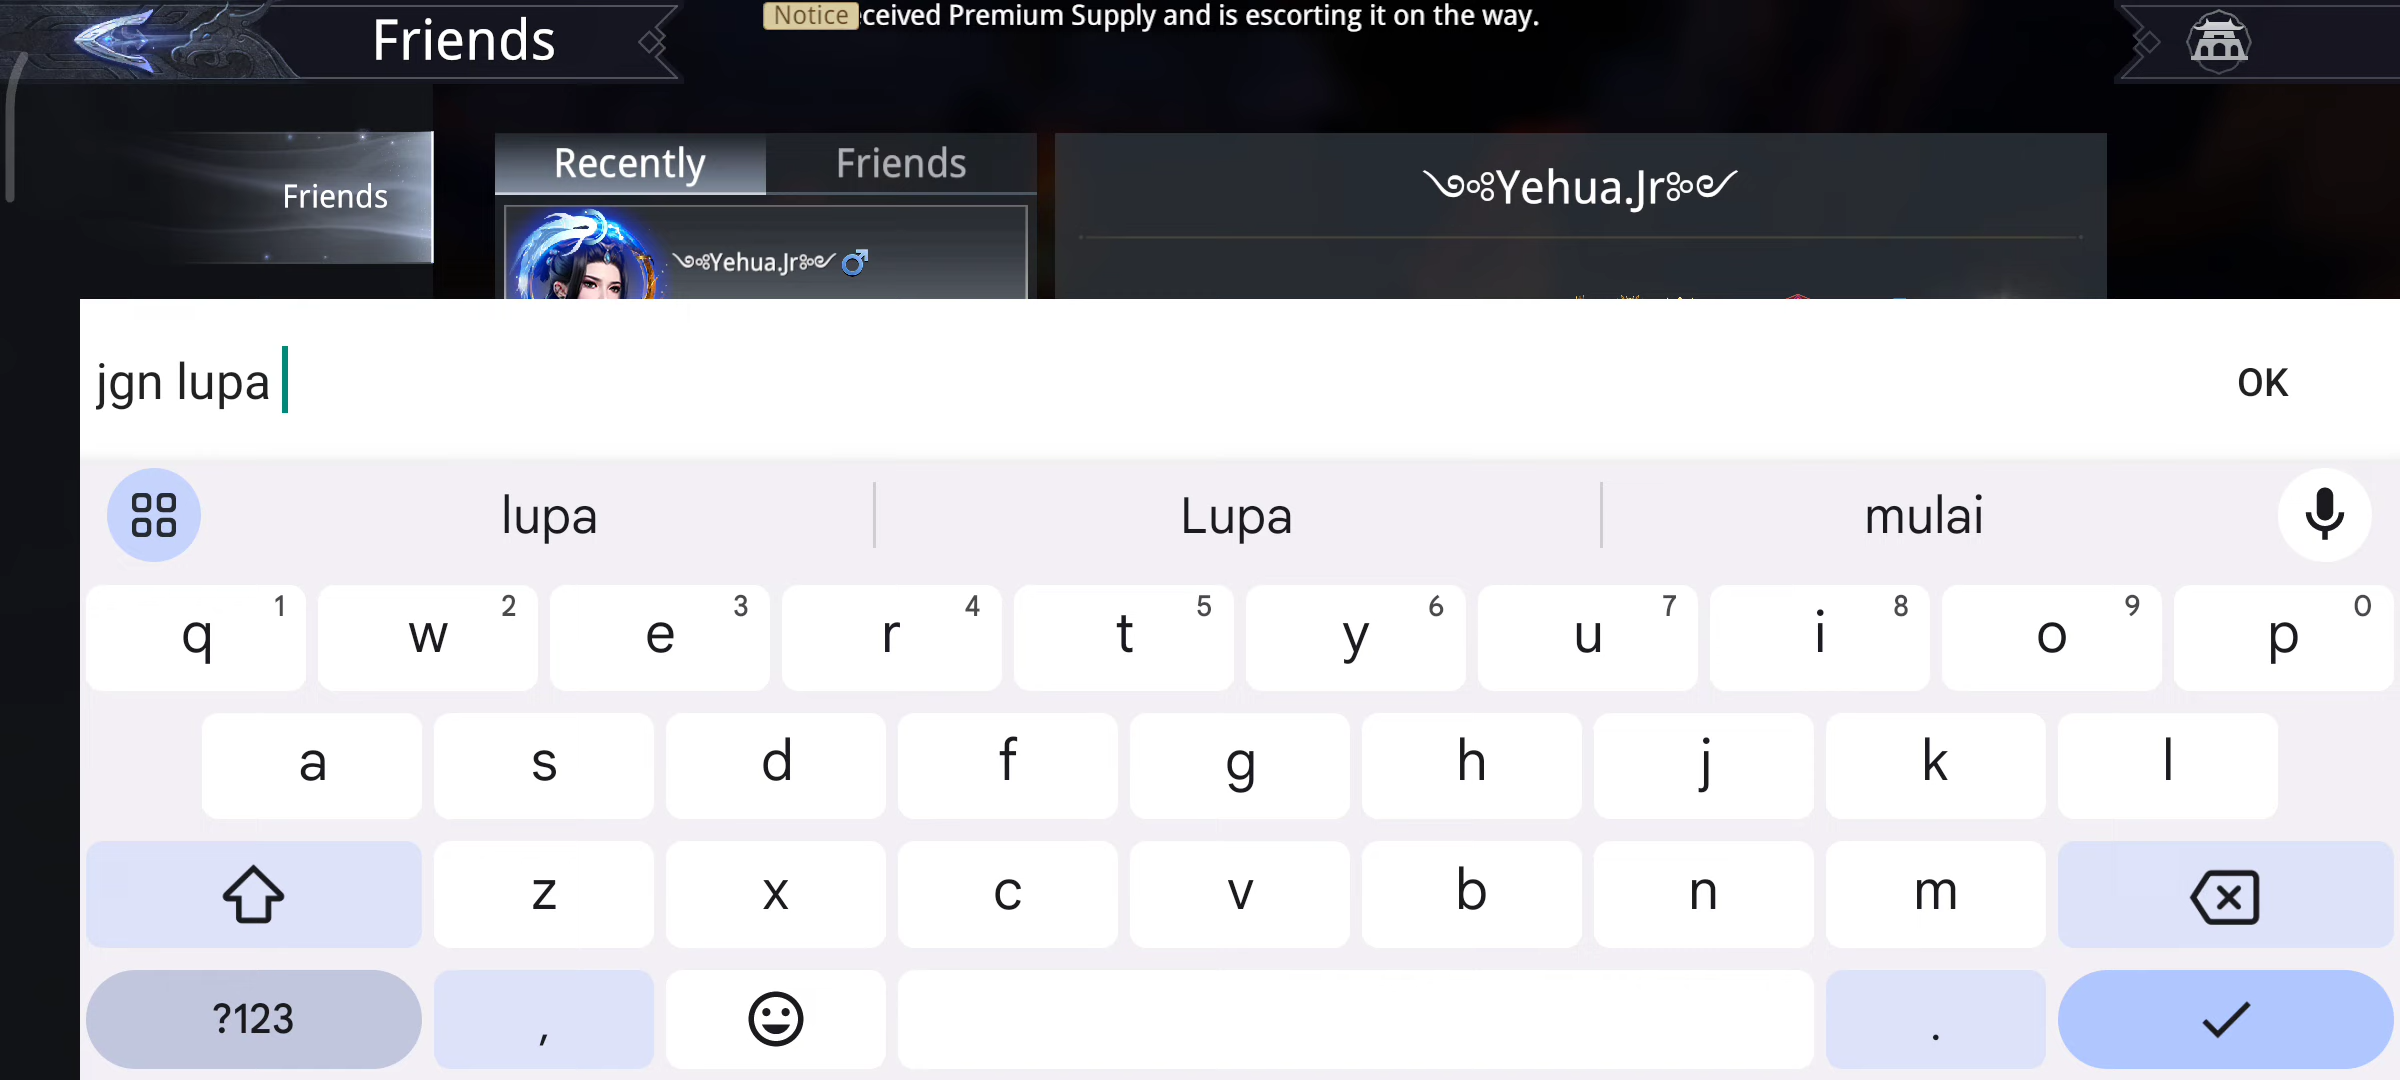 Friends
Notice ceived Premium Supply and is escorting it on the way.
Friends
Recently Friends
Yehua.Jr
Yehua.Jr
jgn lupa
OK
lupa Lupa mulai
q 1 w 2 e 3 r 4 t 5 y 6 u 7 i 8 o 9 p 0
a s d f g h j k l
z x c v b n m
?123 , .